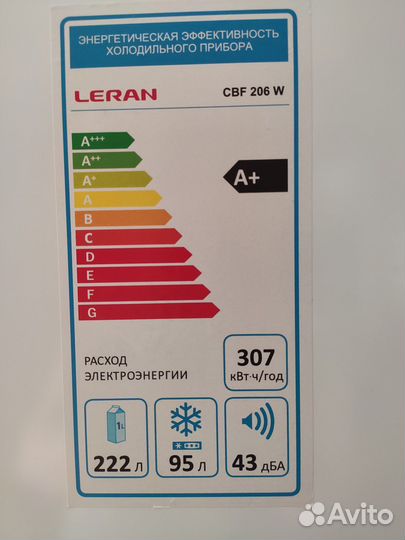 ЭНЕРГЕТИЧЕСКАЯ ЭФФЕКТИВНОСТЬ
ХОЛОДИЛЬНОГО ПРИБОРА
LERAN CBF 206 W
A+++
A++
A+
A
B
C
D
E
F
G
A+
РАСХОД
ЭЛЕКТРОЭНЕРГИИ
307
кВт·ч/год
1L
222 л
95 л
43 дБА
Avito